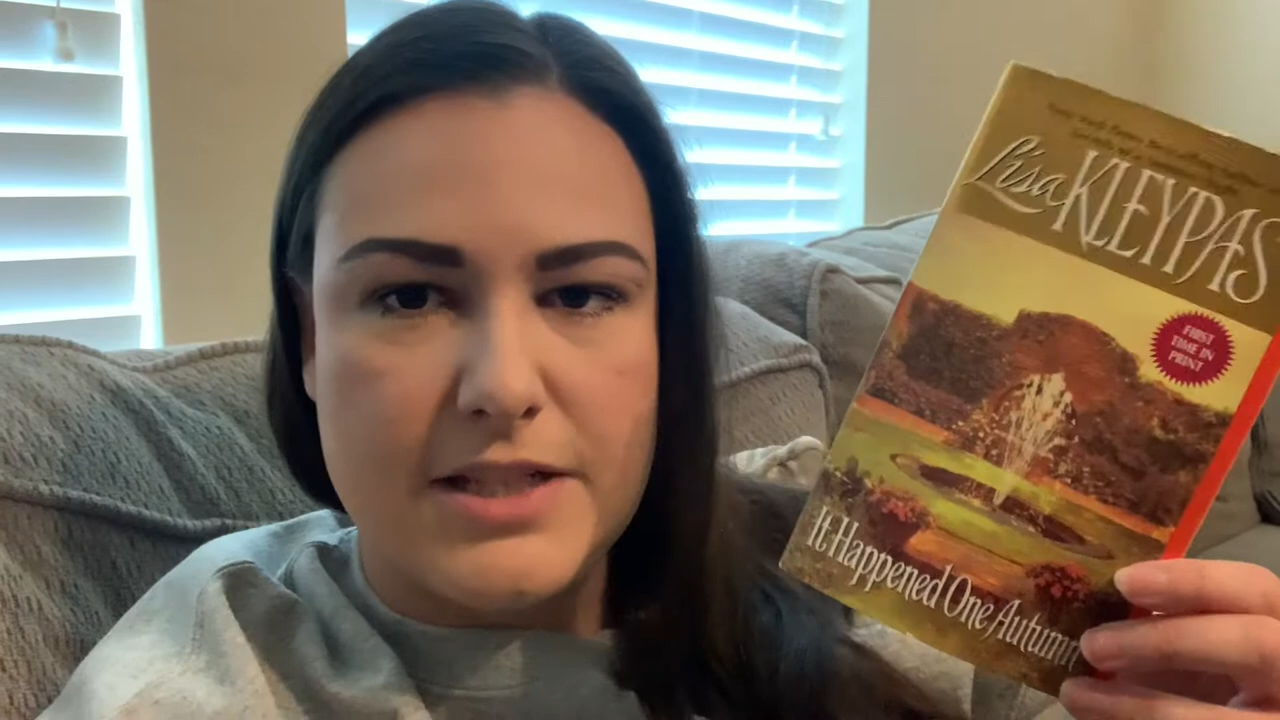 Lisa
KLEYPAS
FIRST
TIME IN
PRINT
It Happened One Autumn